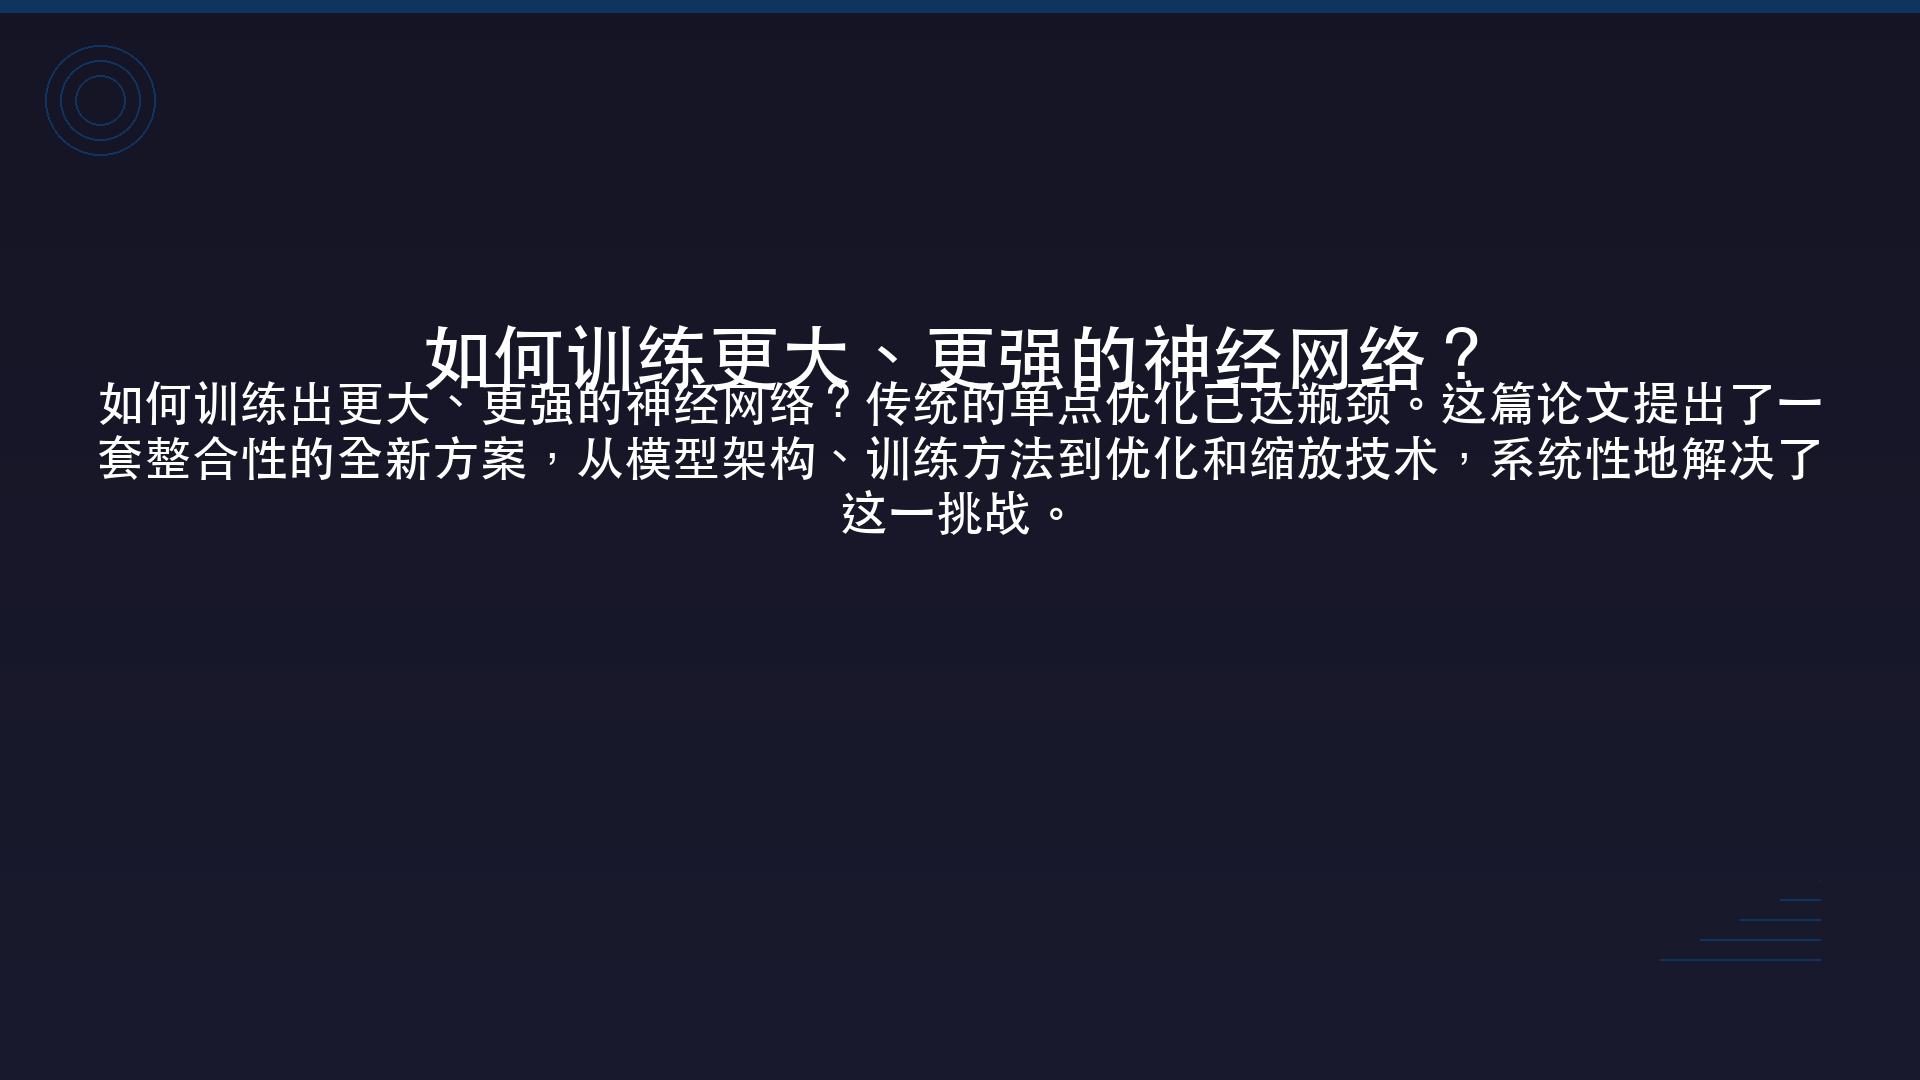 如何训练更大、更强的神经网络？
如何训练出更大、更强的神经网络？传统的单点优化已达瓶颈。这篇论文提出了一
套整合性的全新方案，从模型架构、训练方法到优化和缩放技术，系统性地解决了
这一挑战。